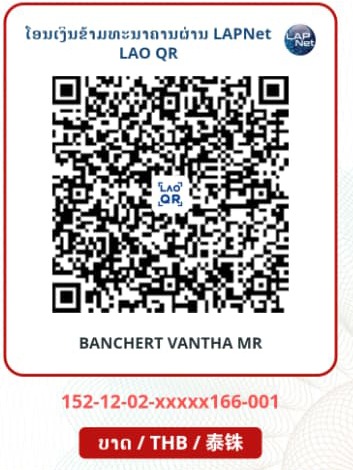 ໂອນເງິນຂ້າມທະນາຄານຜ່ານ LAPNet
LAO QR
LAP
Net
LAO
QR
BANCHERT VANTHA MR
152-12-02-xxxxx166-001
ບາດ / THB / 泰铢